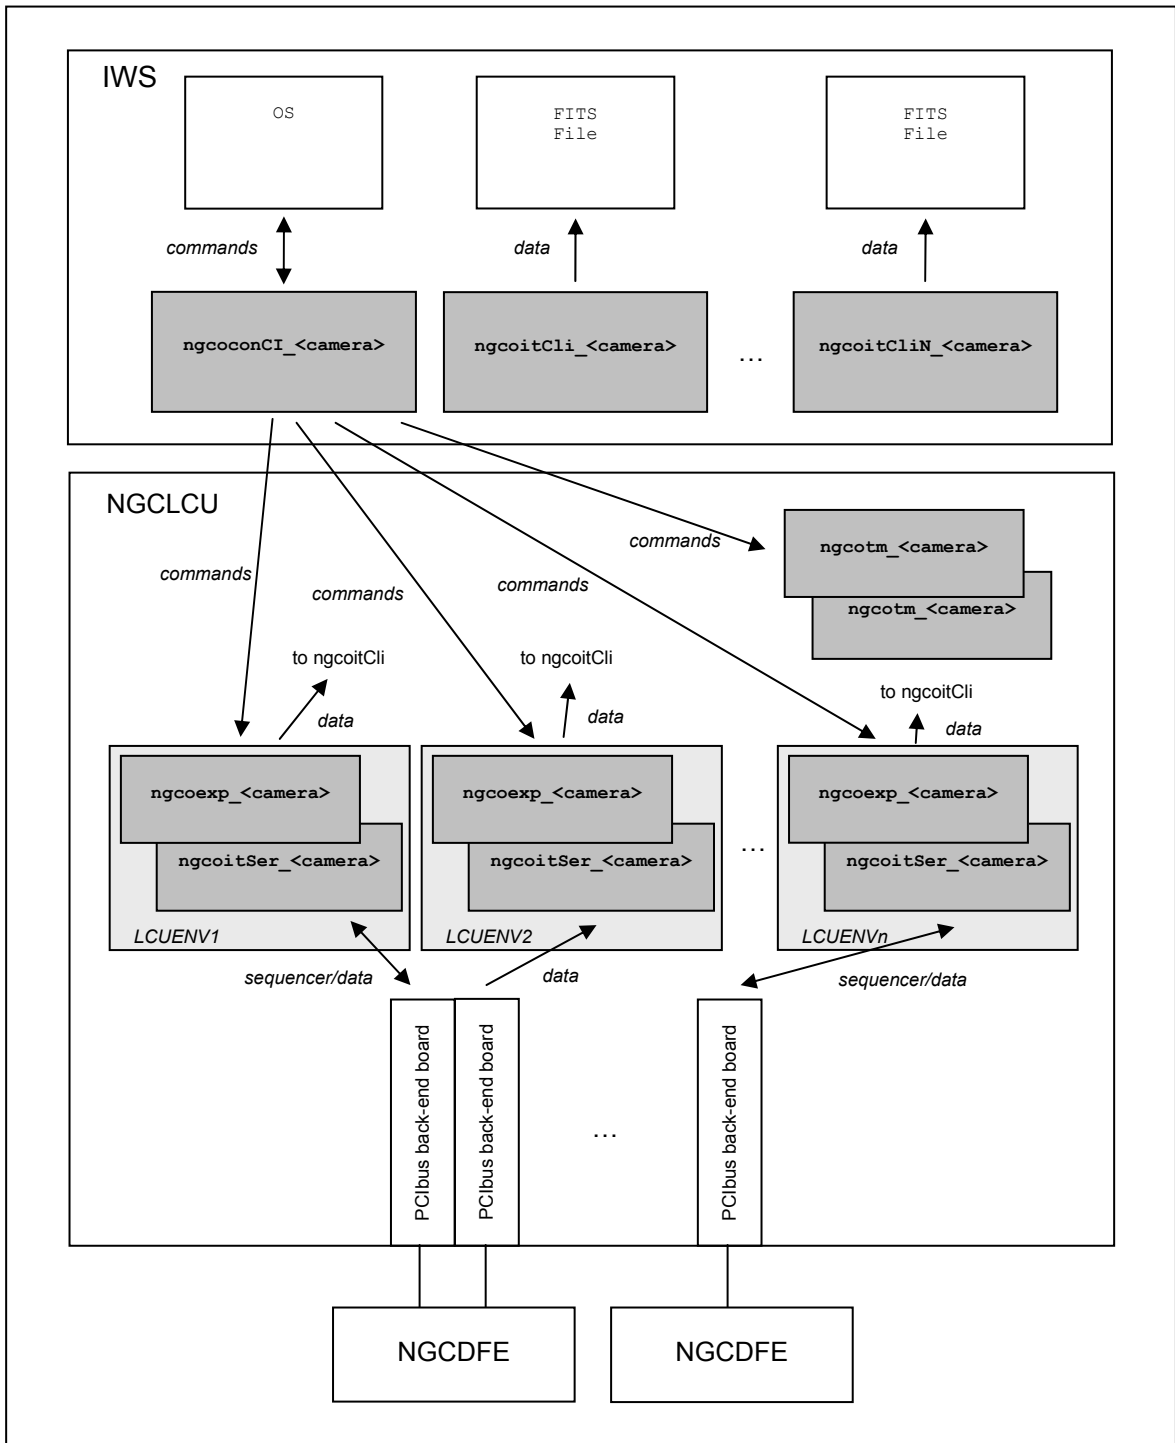 IWS
OS
FITS
File
FITS
File
commands
data
data
ngcoconCI_<camera>
ngcoitCli_<camera>
...
ngcoitCliN_<camera>
NGCLCU
ngcotm_<camera>
ngcotm_<camera>
commands
commands
commands
commands
to ngcoitCli
to ngcoitCli
to ngcoitCli
data
data
data
ngcoexp_<camera>
ngcoitSer_<camera>
LCUENV1
ngcoexp_<camera>
ngcoitSer_<camera>
LCUENV2
...
ngcoexp_<camera>
ngcoitSer_<camera>
LCUENVn
sequencer/data
data
sequencer/data
PCIbus back-end board
PCIbus back-end board
...
PCIbus back-end board
NGCDFE
NGCDFE